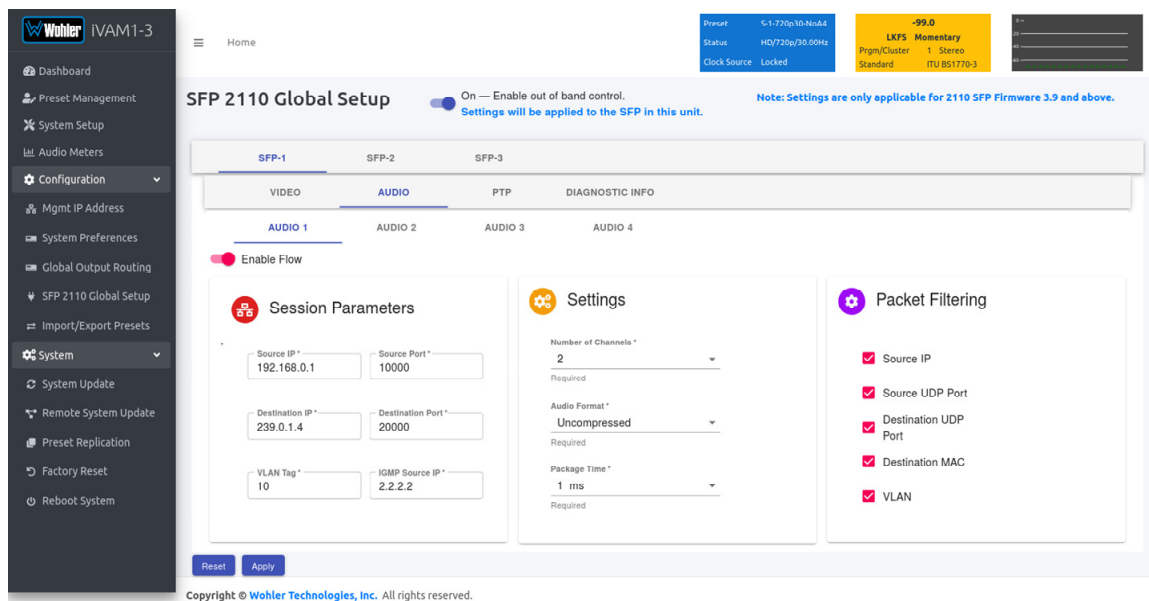 Wohler iVAM1-3
Dashboard
Preset Management
System Setup
Audio Meters
Configuration
Mgmt IP Address
System Preferences
Global Output Routing
SFP 2110 Global Setup
Import/Export Presets
System
System Update
Remote System Update
Preset Replication
Factory Reset
Reboot System
Home
Preset S-1-720p30-NoA4
Status HD/720p/30.00Hz
Clock Source Locked
-99.0
LKFS Momentary
Prgm/Cluster 1 Stereo
Standard ITU BS1770-3
0
-20
-40
-60
SFP 2110 Global Setup
On — Enable out of band control.
Settings will be applied to the SFP in this unit.
Note: Settings are only applicable for 2110 SFP Firmware 3.9 and above.
SFP-1 SFP-2 SFP-3
VIDEO AUDIO PTP DIAGNOSTIC INFO
AUDIO 1 AUDIO 2 AUDIO 3 AUDIO 4
Enable Flow
Session Parameters
Source IP * Source Port *
192.168.0.1 10000
Destination IP * Destination Port *
239.0.1.4 20000
VLAN Tag * IGMP Source IP *
10 2.2.2.2
Settings
Number of Channels *
2
Required
Audio Format *
Uncompressed
Required
Package Time *
1 ms
Required
Packet Filtering
Source IP
Source UDP Port
Destination UDP
Port
Destination MAC
VLAN
Reset Apply
Copyright © Wohler Technologies, Inc. All rights reserved.